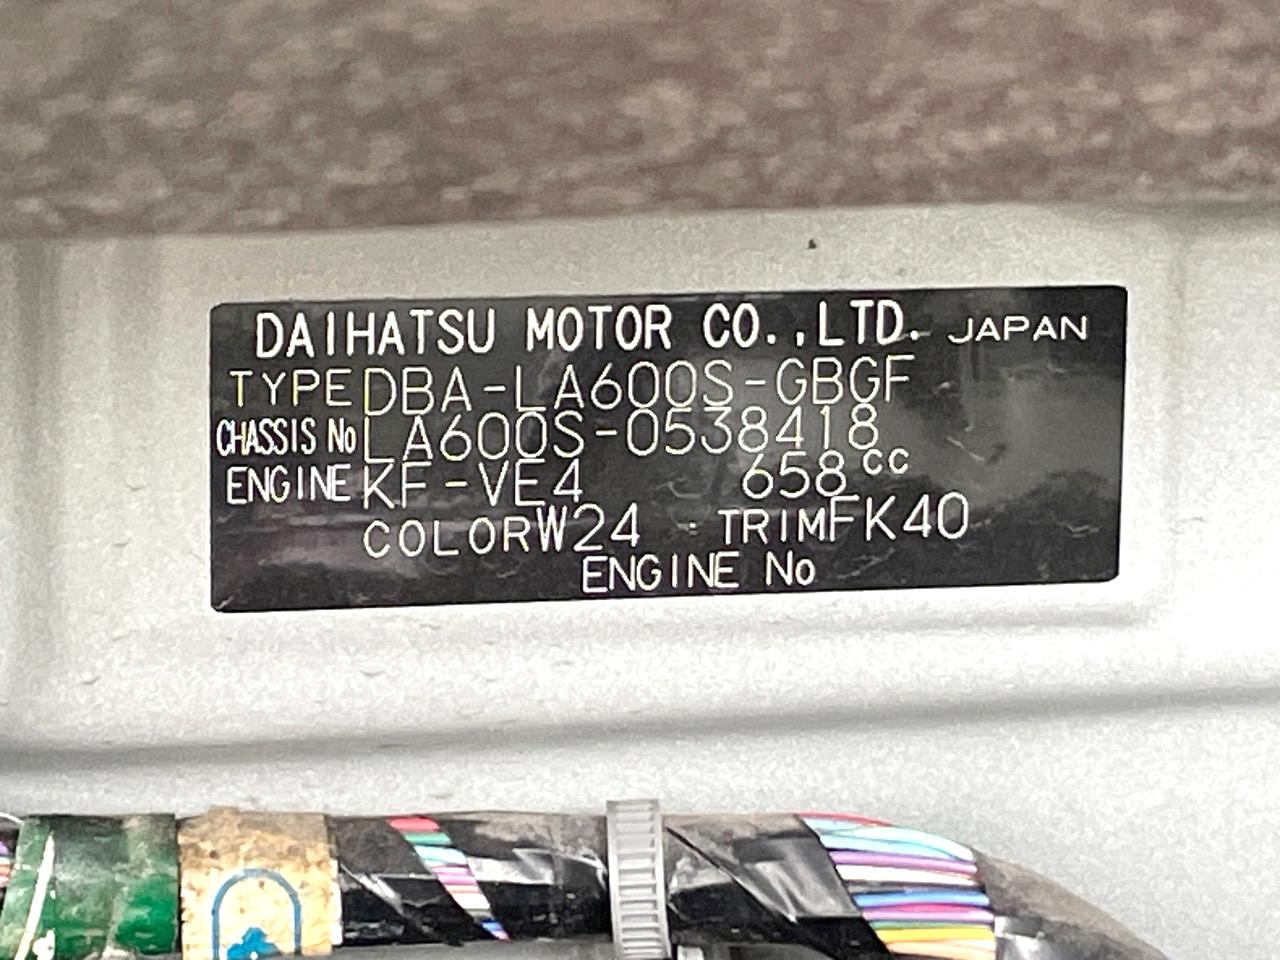 DAIHATSU MOTOR CO.,LTD. JAPAN
TYPE DBA-LA600S-GBGF
CHASSIS No LA600S-0538418
ENGINE KF-VE4 658cc
COLOR W24 TRIM FK40
ENGINE No